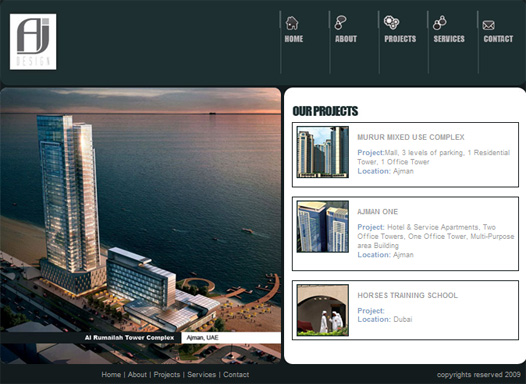 AJ
DESIGN
HOME
ABOUT
PROJECTS
SERVICES
CONTACT
OUR PROJECTS
MURUR MIXED USE COMPLEX
Project:Mall, 3 levels of parking, 1 Residential
Tower, 1 Office Tower
Location: Ajman
AJMAN ONE
Project: Hotel & Service Apartments, Two
Office Towers, One Office Tower, Multi-Purpose
area Building
Location: Ajman
HORSES TRAINING SCHOOL
Project:
Location: Dubai
Al Rumailah Tower Complex
Ajman, UAE
Home | About | Projects | Services | Contact
copyrights reserved 2009